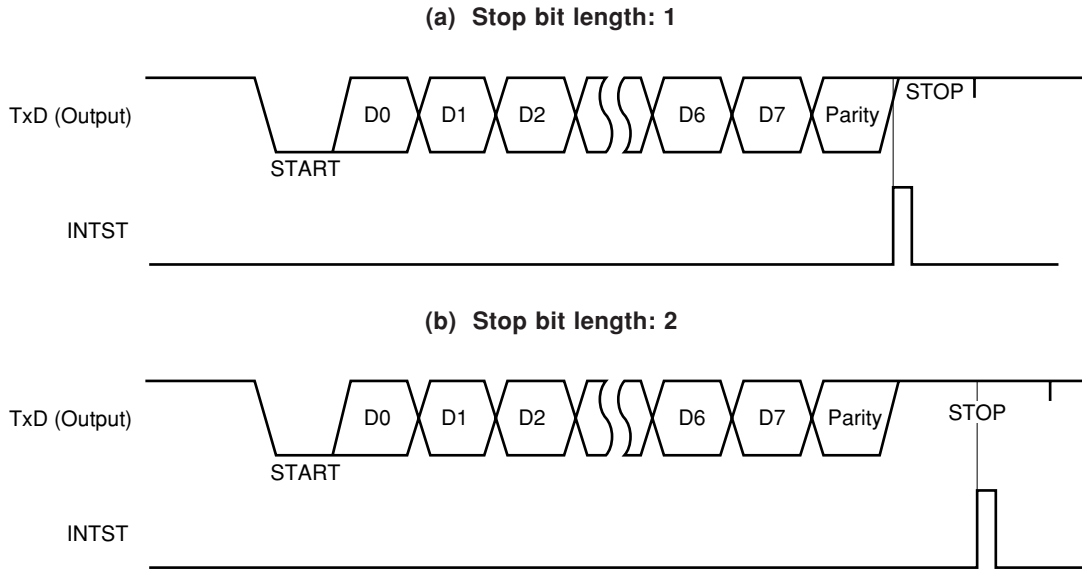 (a) Stop bit length: 1
TxD (Output)
D0
D1
D2
D6
D7
Parity
STOP
START
INTST
(b) Stop bit length: 2
TxD (Output)
D0
D1
D2
D6
D7
Parity
STOP
START
INTST